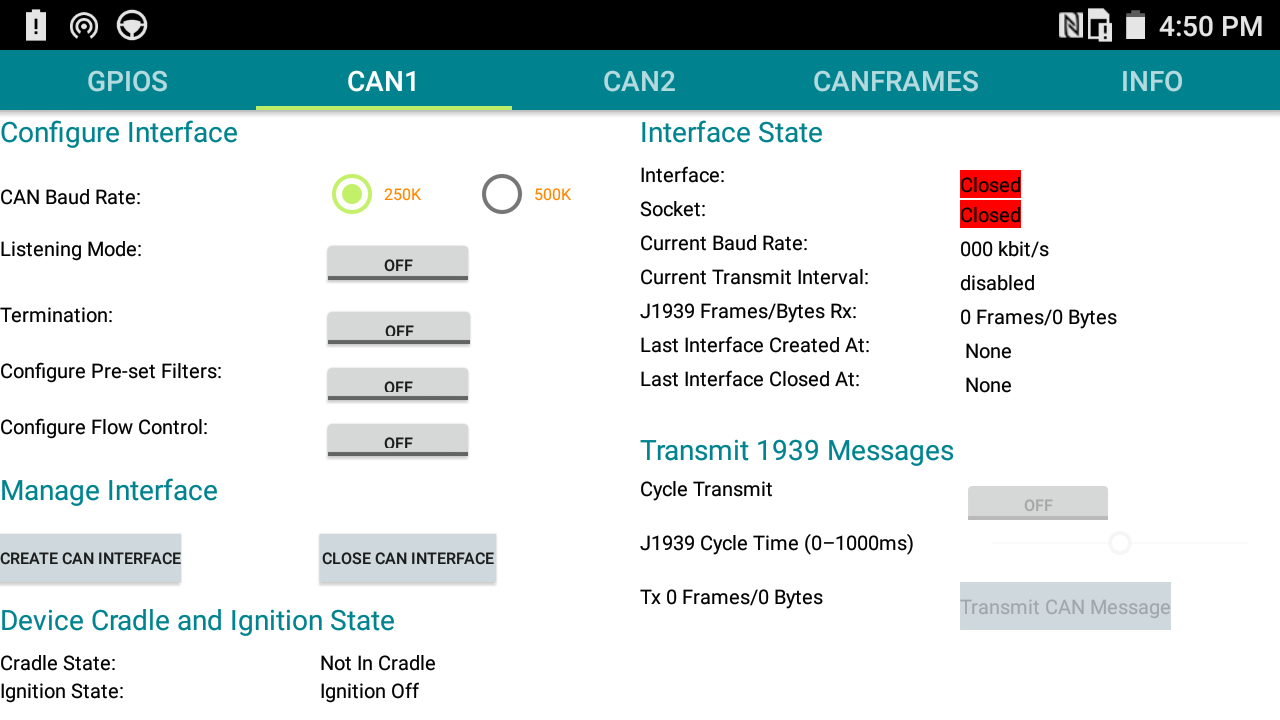 4:50 PM
GPIOS CAN1 CAN2 CANFRAMES INFO
Configure Interface
CAN Baud Rate: 250K 500K
Listening Mode: OFF
Termination: OFF
Configure Pre-set Filters: OFF
Configure Flow Control: OFF
Manage Interface
CREATE CAN INTERFACE CLOSE CAN INTERFACE
Device Cradle and Ignition State
Cradle State: Not In Cradle
Ignition State: Ignition Off
Interface State
Interface: Closed
Socket: Closed
Current Baud Rate: 000 kbit/s
Current Transmit Interval: disabled
J1939 Frames/Bytes Rx: 0 Frames/0 Bytes
Last Interface Created At: None
Last Interface Closed At: None
Transmit 1939 Messages
Cycle Transmit OFF
J1939 Cycle Time (0–1000ms)
Tx 0 Frames/0 Bytes Transmit CAN Message